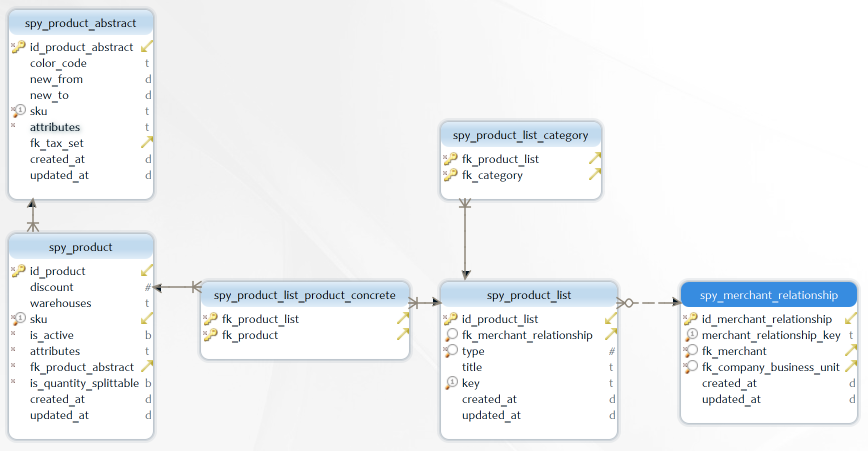 spy_product_abstract
id_product_abstract
color_code t
new_from d
new_to d
sku t
attributes t
fk_tax_set
created_at d
updated_at d
spy_product
id_product
discount #
warehouses t
sku
is_active b
attributes t
fk_product_abstract
is_quantity_splittable b
created_at d
updated_at d
spy_product_list_product_concrete
fk_product_list
fk_product
spy_product_list_category
fk_product_list
fk_category
spy_product_list
id_product_list
fk_merchant_relationship
type #
title t
key t
created_at d
updated_at d
spy_merchant_relationship
id_merchant_relationship
merchant_relationship_key t
fk_merchant
fk_company_business_unit
created_at d
updated_at d